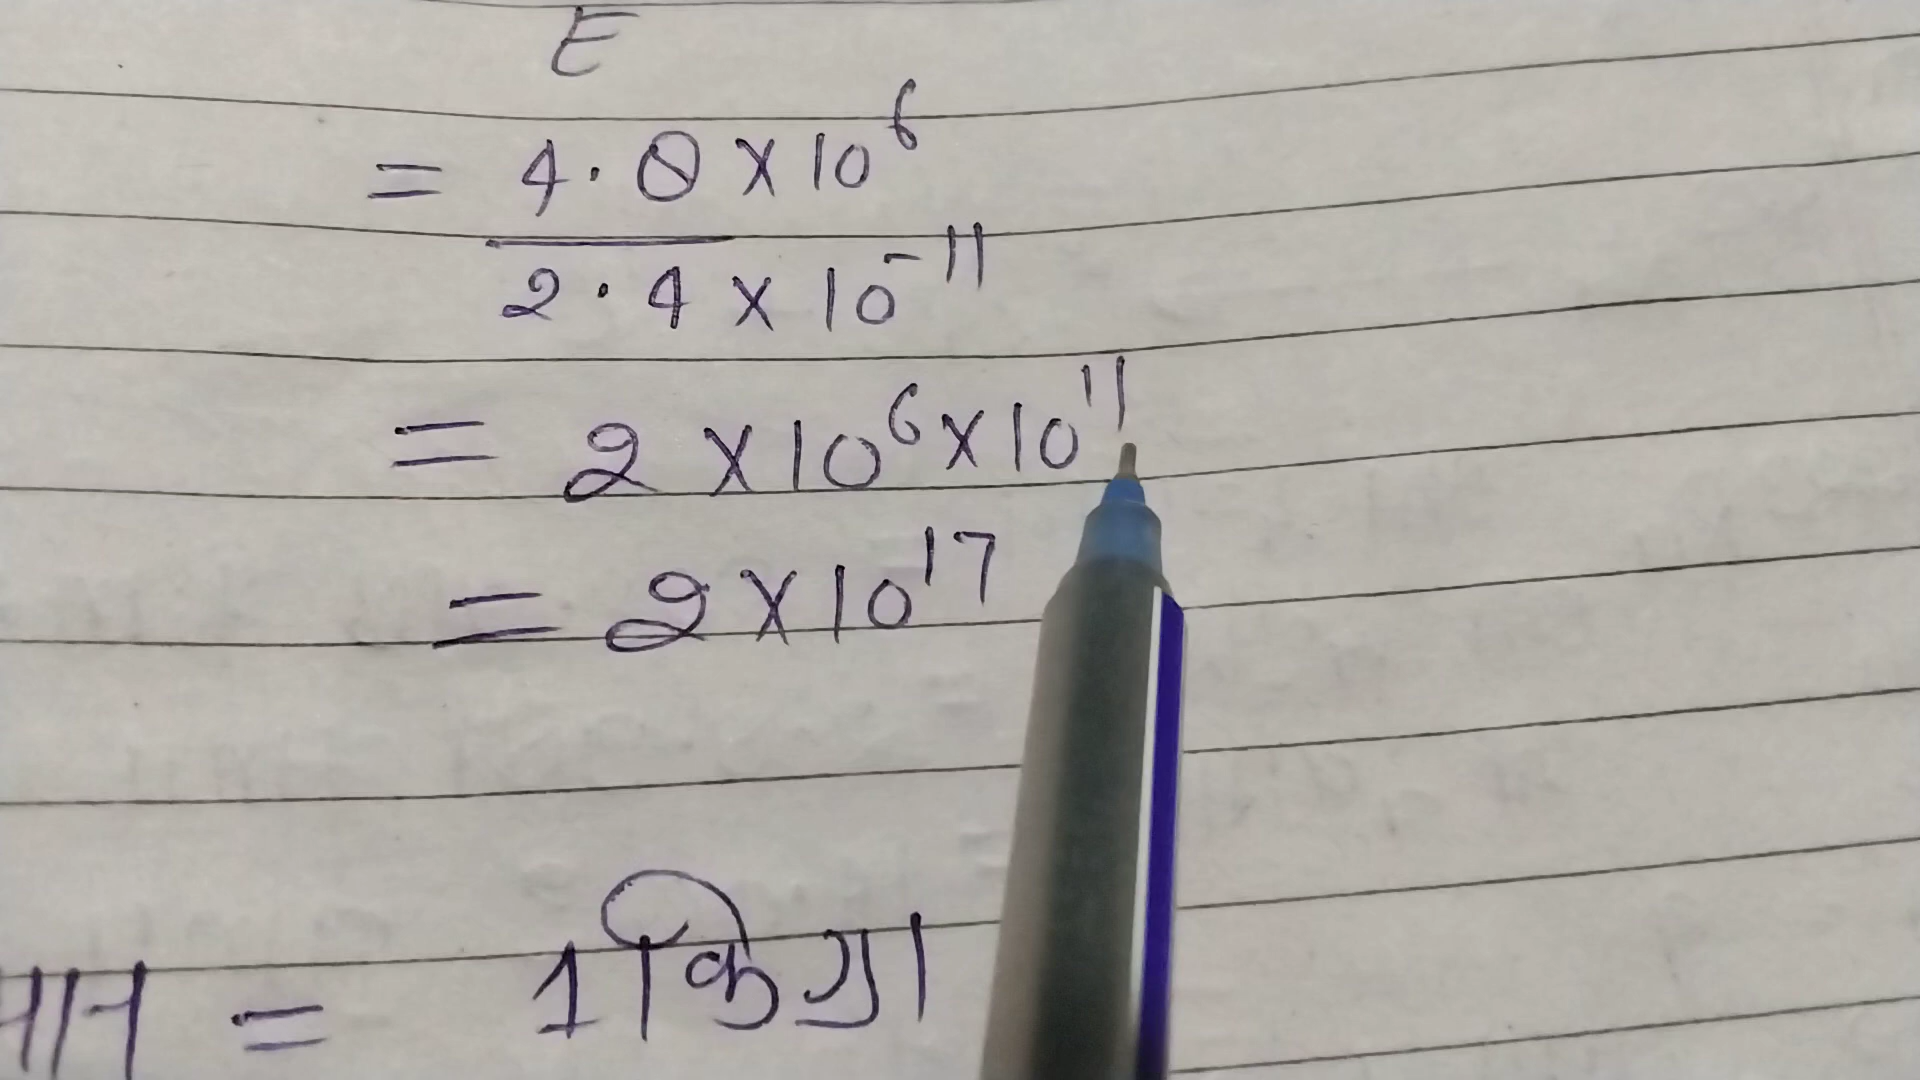 E
= 4.8 × 10⁶
2.4 × 10⁻¹¹
= 2 × 10⁶ × 10¹¹
= 2 × 10¹⁷
मान = 1 किग्रा